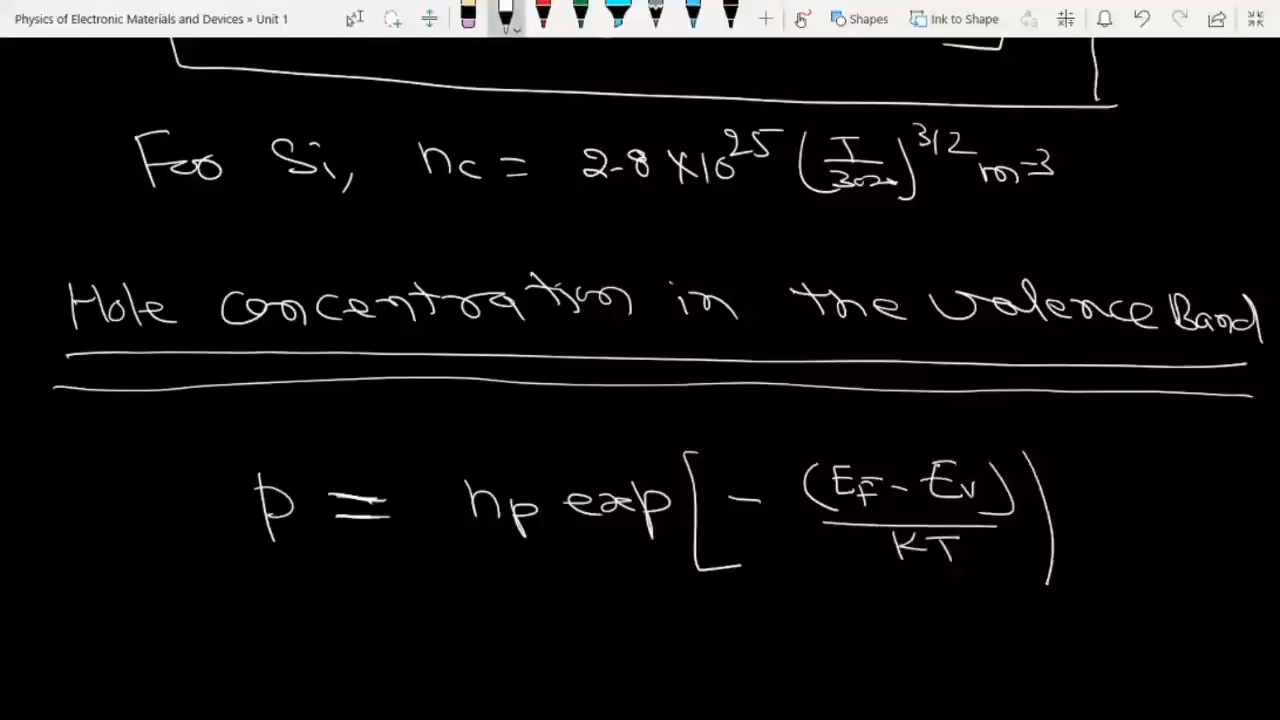 Physics of Electronic Materials and Devices » Unit 1
Shapes
Ink to Shape
For Si, nc = 2.8 × 10^25 (T/300)^3/2 m-3
Hole concentration in the valence Band
p = np exp[- (EF - Ev)/KT)